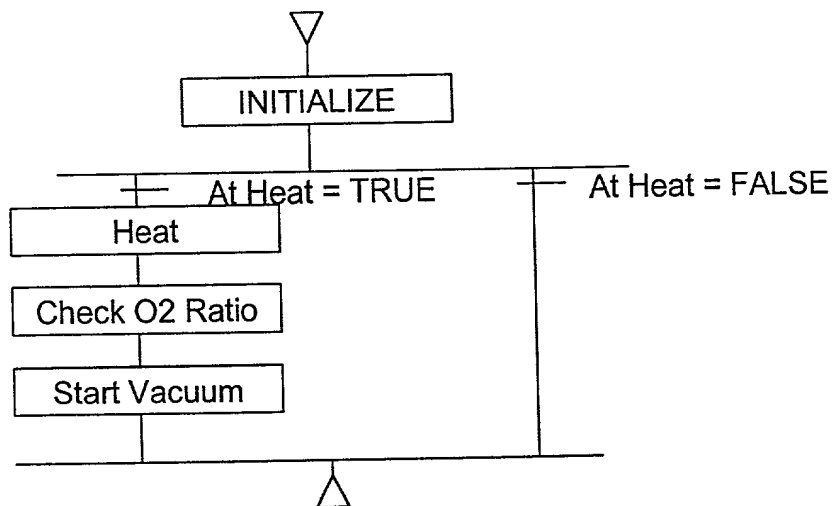 INITIALIZE
At Heat = TRUE
At Heat = FALSE
Heat
Check O2 Ratio
Start Vacuum